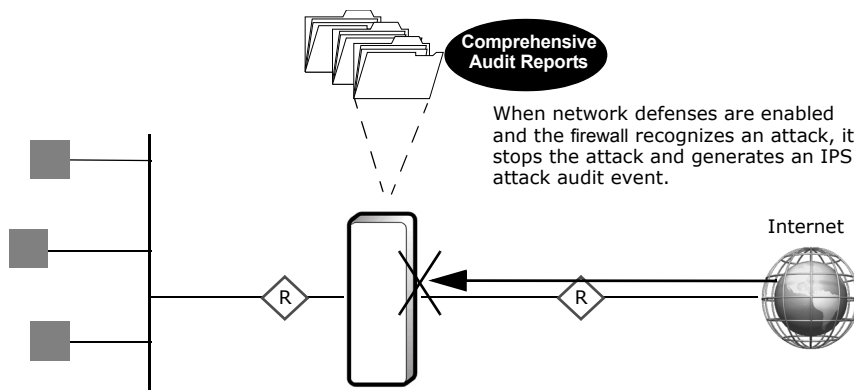 Comprehensive
Audit Reports
When network defenses are enabled
and the firewall recognizes an attack, it
stops the attack and generates an IPS
attack audit event.
Internet
R
R